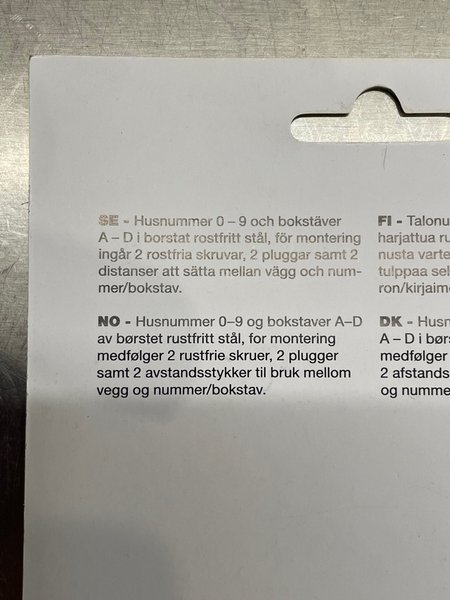 SE - Husnummer 0 – 9 och bokstäver
A – D i borstat rostfritt stål, för montering
ingår 2 rostfria skruvar, 2 pluggar samt 2
distanser att sätta mellan vägg och num-
mer/bokstav.
NO - Husnummer 0–9 og bokstaver A–D
av børstet rustfritt stål, for montering
medfølger 2 rustfrie skruer, 2 plugger
samt 2 avstandsstykker til bruk mellom
vegg og nummer/bokstav.
FI - Talonu
harjattua ru
nusta varte
tulppaa sel
ron/kirjaime
DK - Husn
A – D i børs
medfølger
2 afstands
og numme